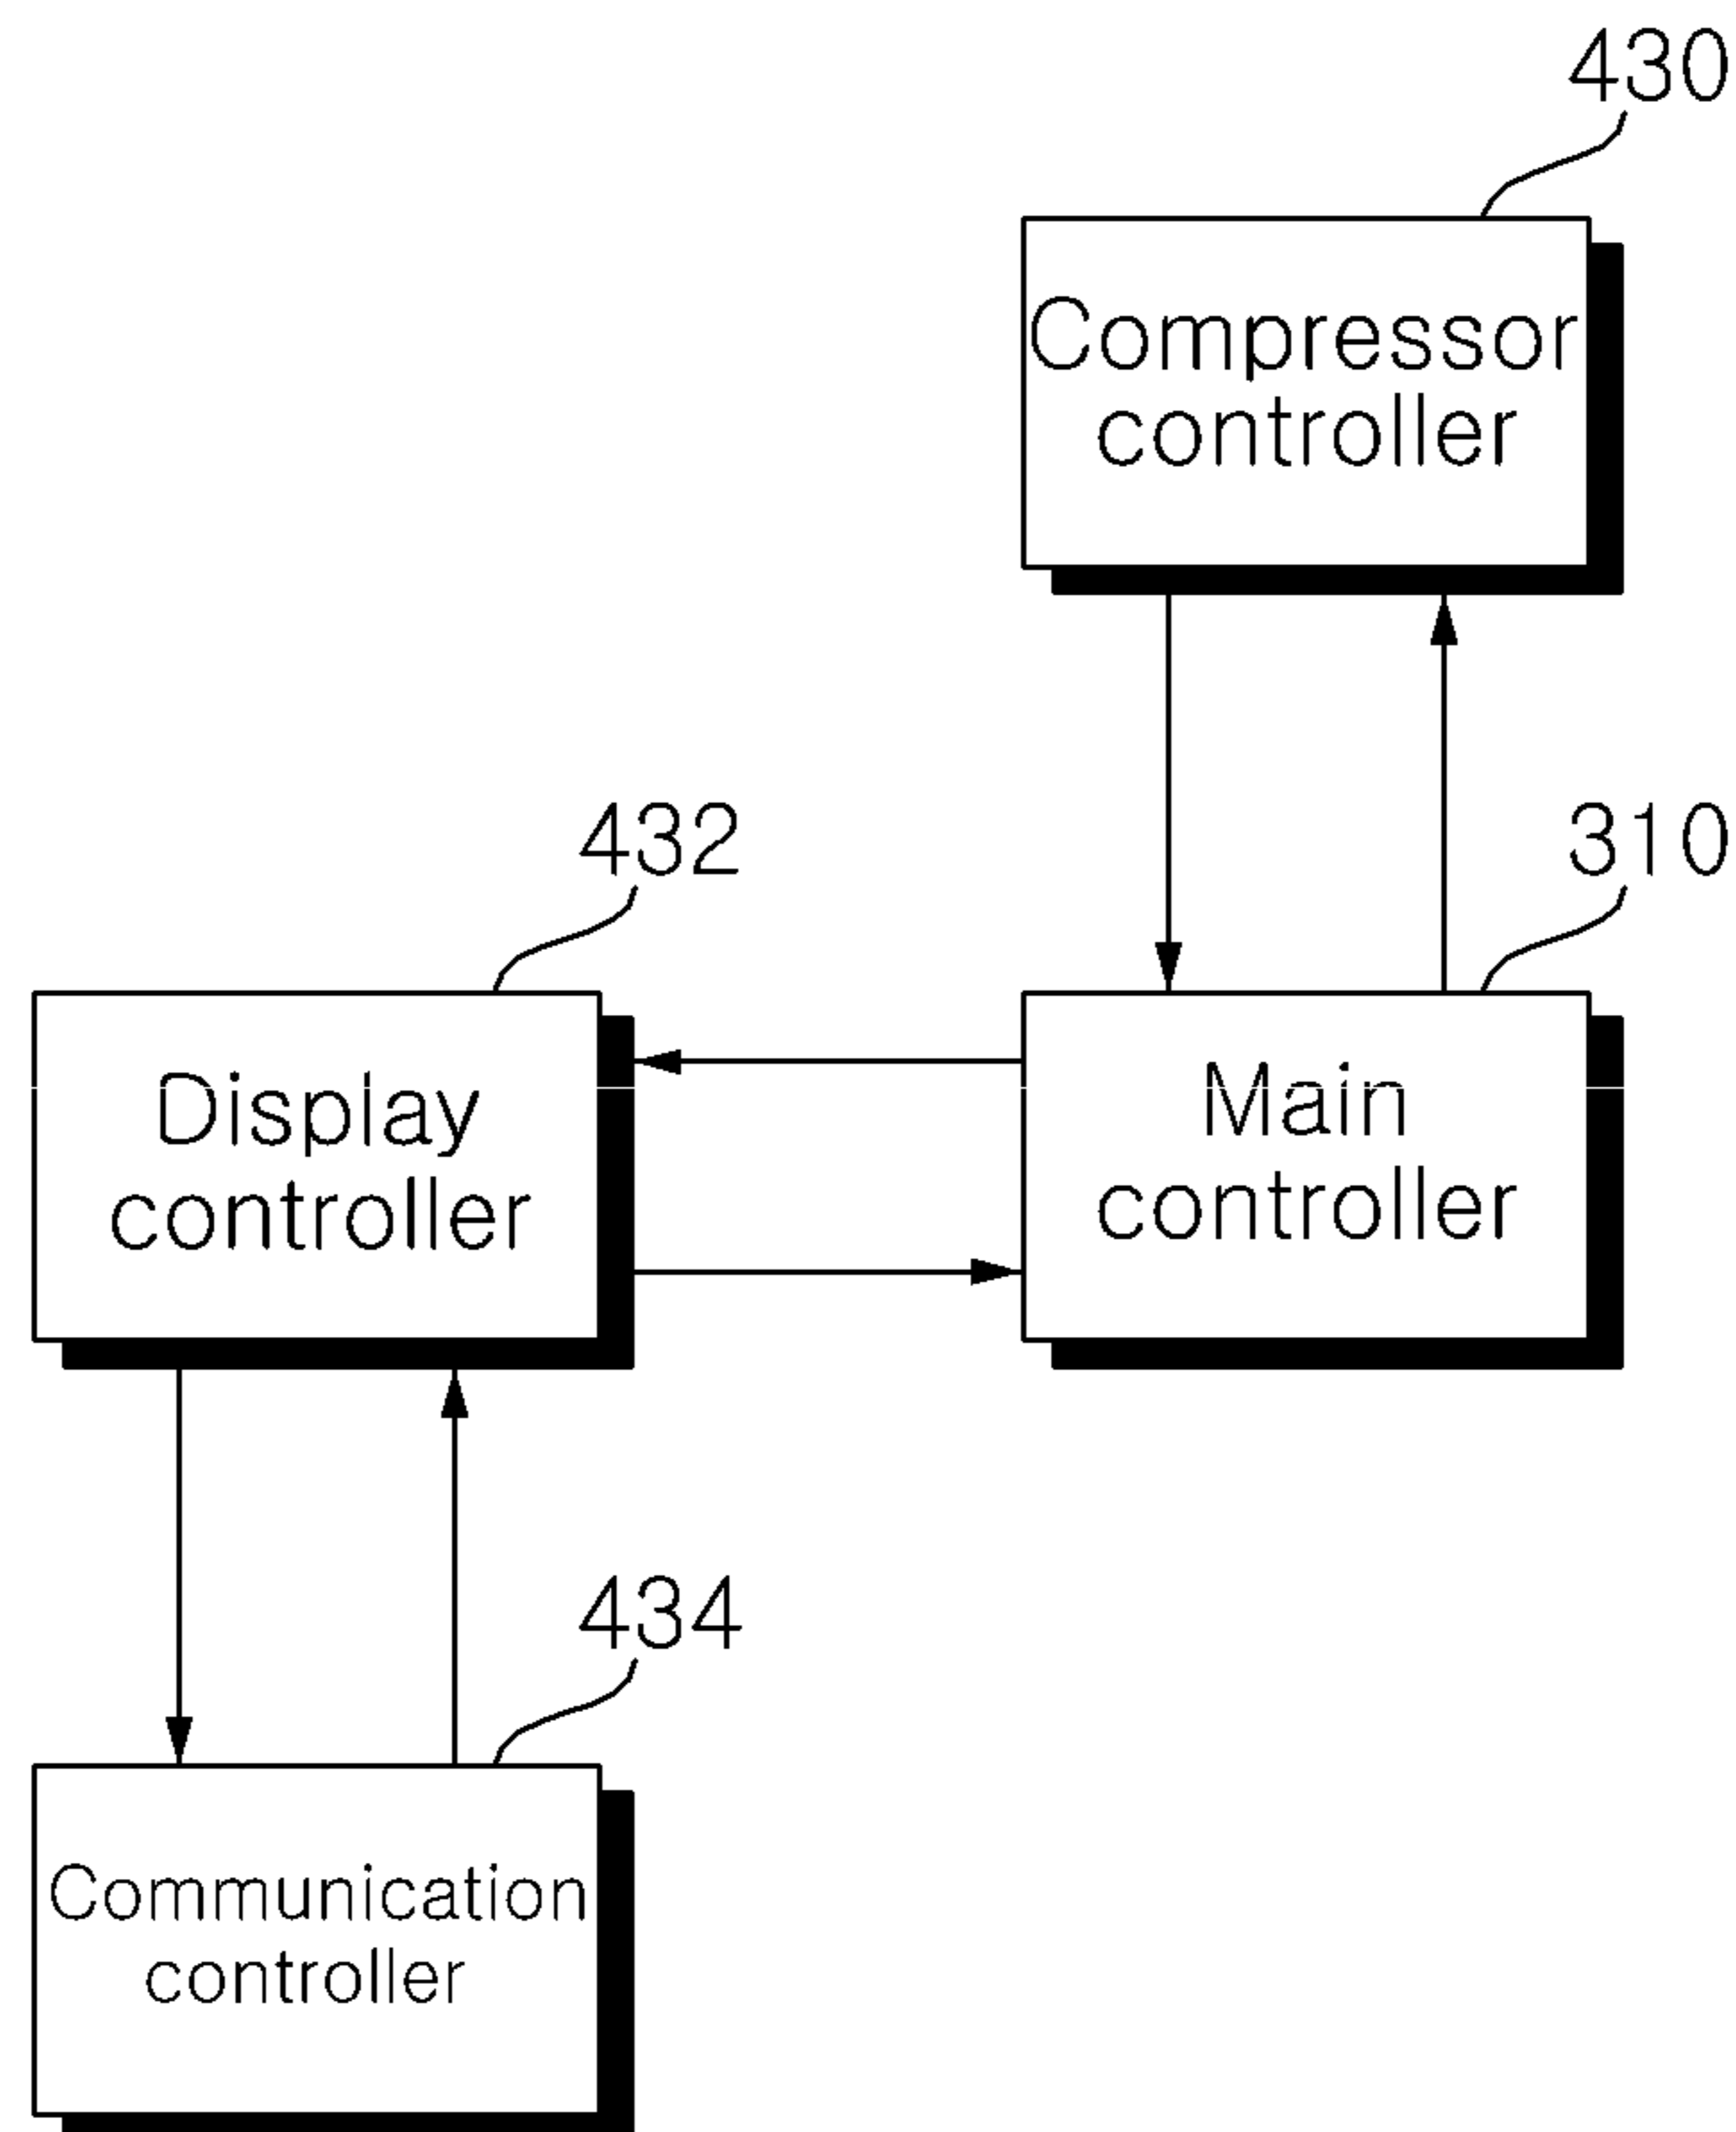 430
Compressor
controller
432
310
Display
controller
Main
controller
434
Communication
controller